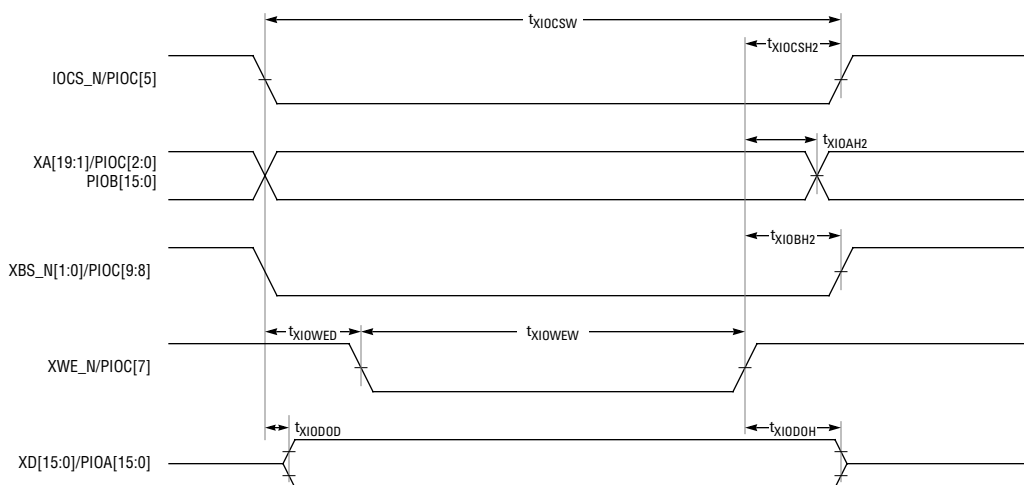 tXIOCSW
tXIOCSH2
IOCS_N/PIOC[5]
tXIOAH2
XA[19:1]/PIOC[2:0]
PIOB[15:0]
tXIOBH2
XBS_N[1:0]/PIOC[9:8]
tXIOWED
tXIOWEW
XWE_N/PIOC[7]
tXIODOD
tXIODOH
XD[15:0]/PIOA[15:0]